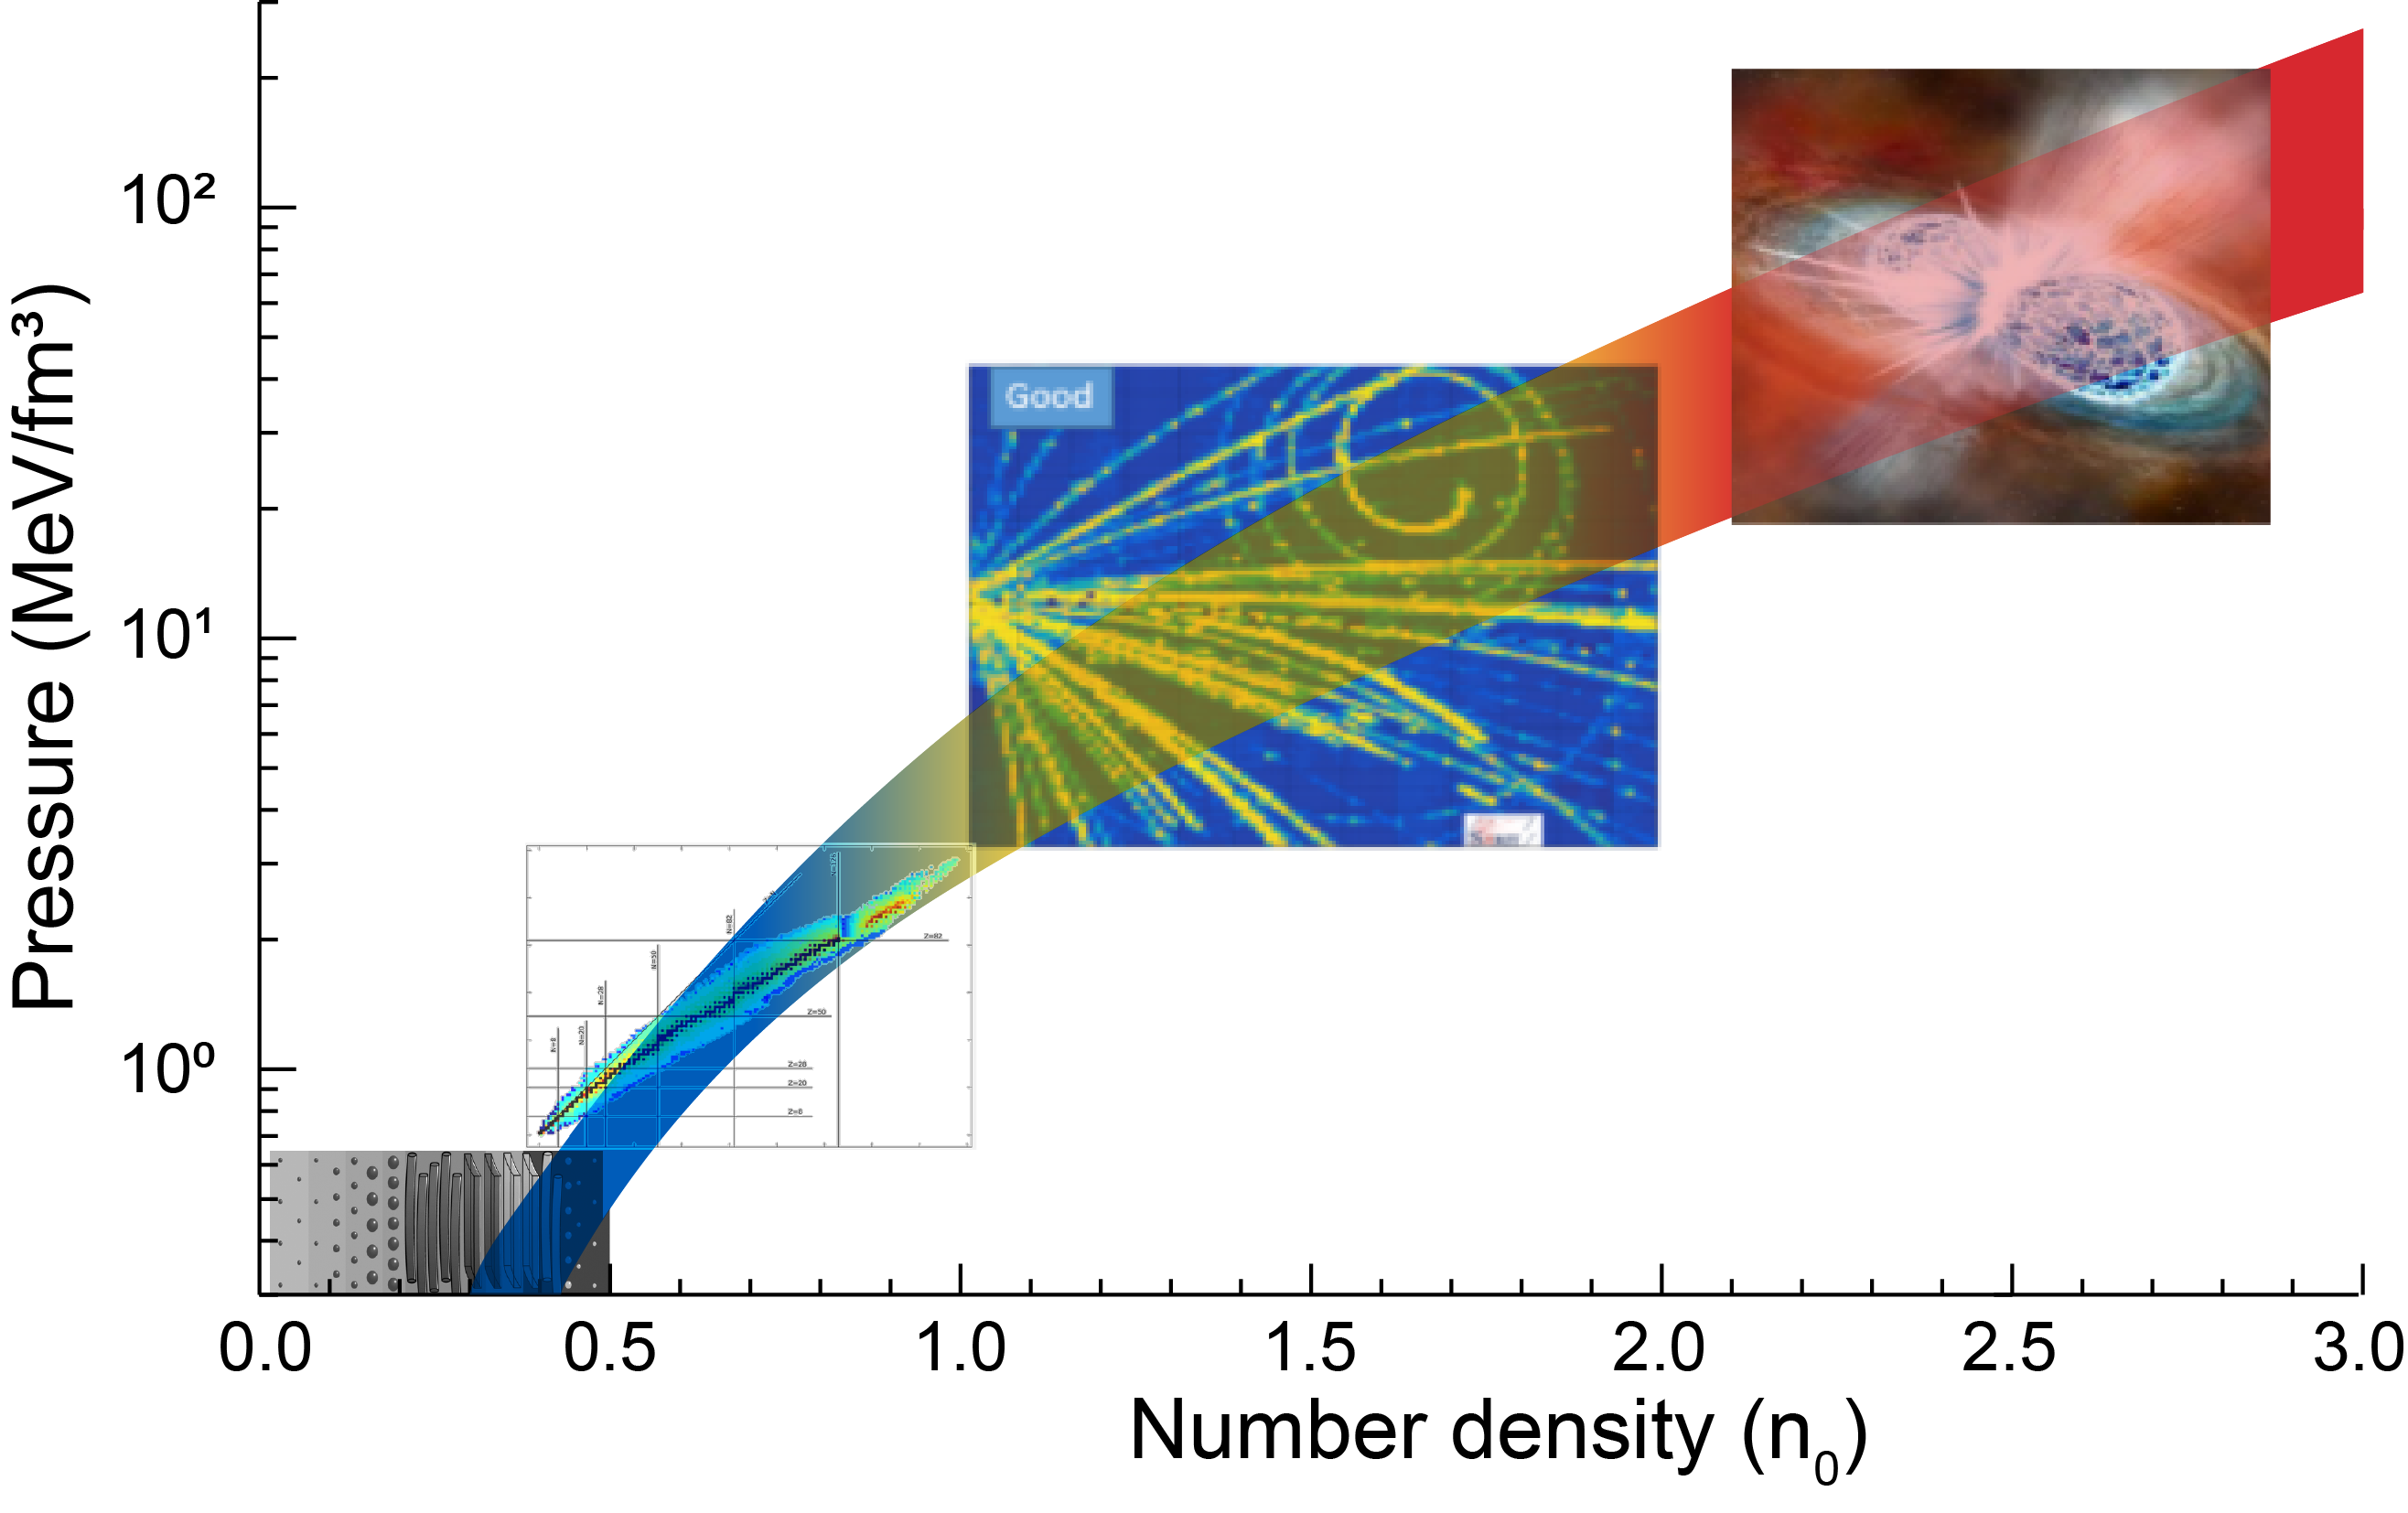 Pressure (MeV/fm³)
10²
10¹
10⁰
Good
N=126
Z=N
N=82
N=50
N=28
N=20
N=8
Z=82
Z=50
Z=28
Z=20
Z=8
0.0 0.5 1.0 1.5 2.0 2.5 3.0
Number density (n₀)